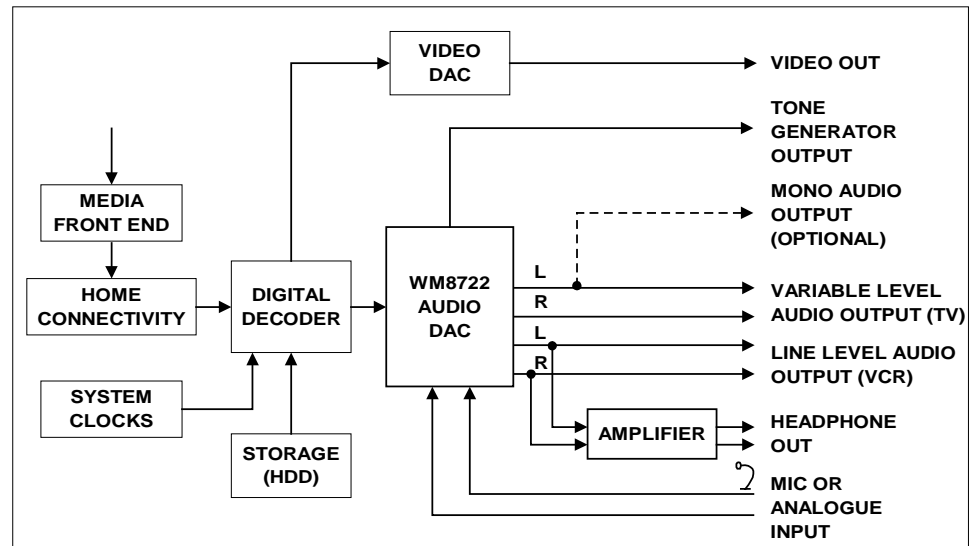 VIDEO
DAC
VIDEO OUT
TONE
GENERATOR
OUTPUT
MEDIA
FRONT END
MONO AUDIO
OUTPUT
(OPTIONAL)
HOME
CONNECTIVITY
DIGITAL
DECODER
WM8722
AUDIO
DAC
L
R
L
R
VARIABLE LEVEL
AUDIO OUTPUT (TV)
LINE LEVEL AUDIO
OUTPUT (VCR)
SYSTEM
CLOCKS
STORAGE
(HDD)
AMPLIFIER
HEADPHONE
OUT
MIC OR
ANALOGUE
INPUT